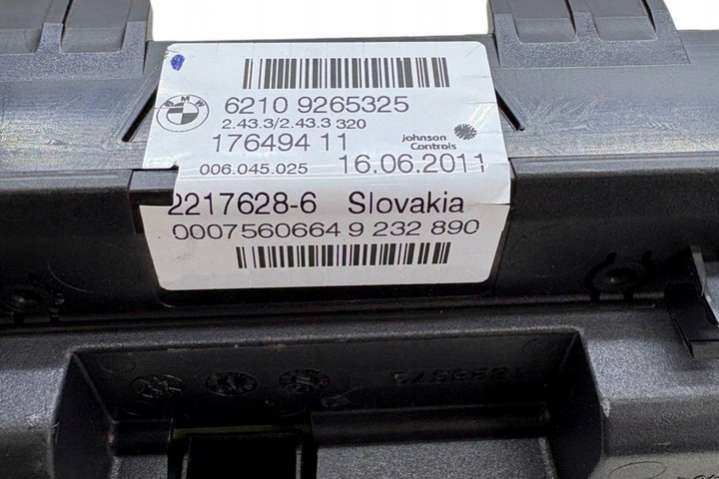 BMW
6210 9265325
2.43.3/2.43.3 320
176494 11
Johnson Controls
006.045.025 16.06.2011
2217628-6 Slovakia
0007560664 9 232 890